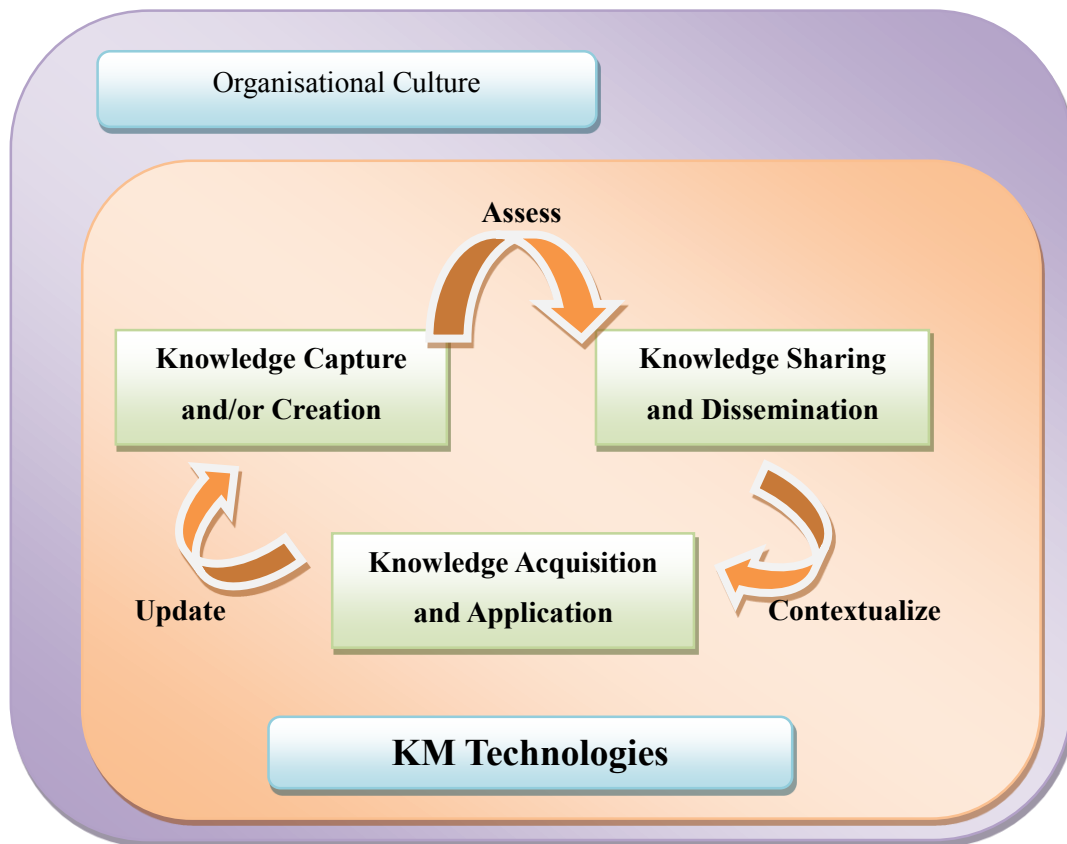 Organisational Culture
Assess
Knowledge Capture
and/or Creation
Knowledge Sharing
and Dissemination
Knowledge Acquisition
and Application
Update
Contextualize
KM Technologies